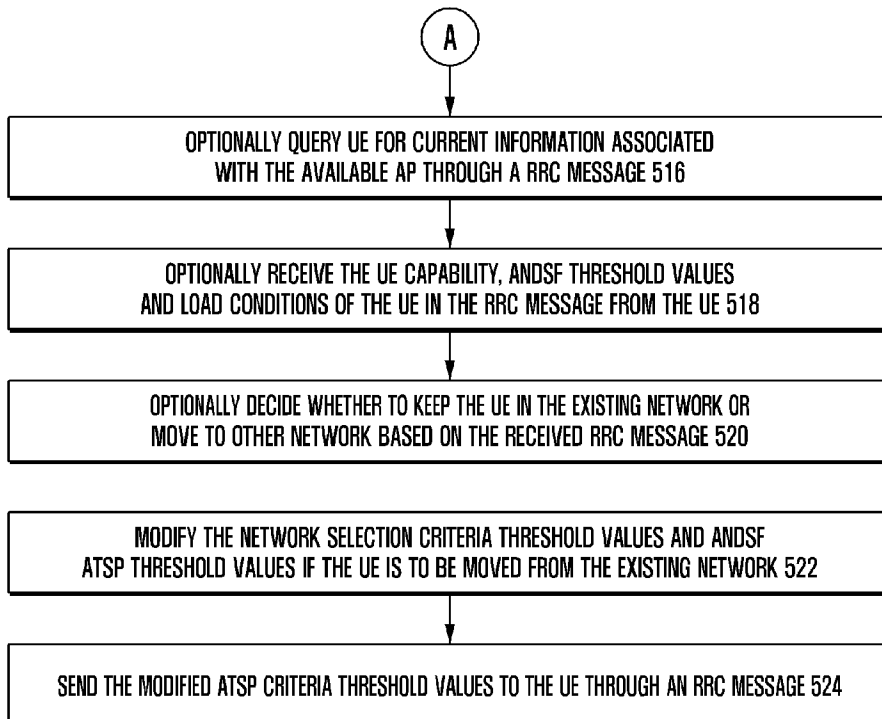 A
OPTIONALLY QUERY UE FOR CURRENT INFORMATION ASSOCIATED
WITH THE AVAILABLE AP THROUGH A RRC MESSAGE 516
OPTIONALLY RECEIVE THE UE CAPABILITY, ANDSF THRESHOLD VALUES
AND LOAD CONDITIONS OF THE UE IN THE RRC MESSAGE FROM THE UE 518
OPTIONALLY DECIDE WHETHER TO KEEP THE UE IN THE EXISTING NETWORK OR
MOVE TO OTHER NETWORK BASED ON THE RECEIVED RRC MESSAGE 520
MODIFY THE NETWORK SELECTION CRITERIA THRESHOLD VALUES AND ANDSF
ATSP THRESHOLD VALUES IF THE UE IS TO BE MOVED FROM THE EXISTING NETWORK 522
SEND THE MODIFIED ATSP CRITERIA THRESHOLD VALUES TO THE UE THROUGH AN RRC MESSAGE 524